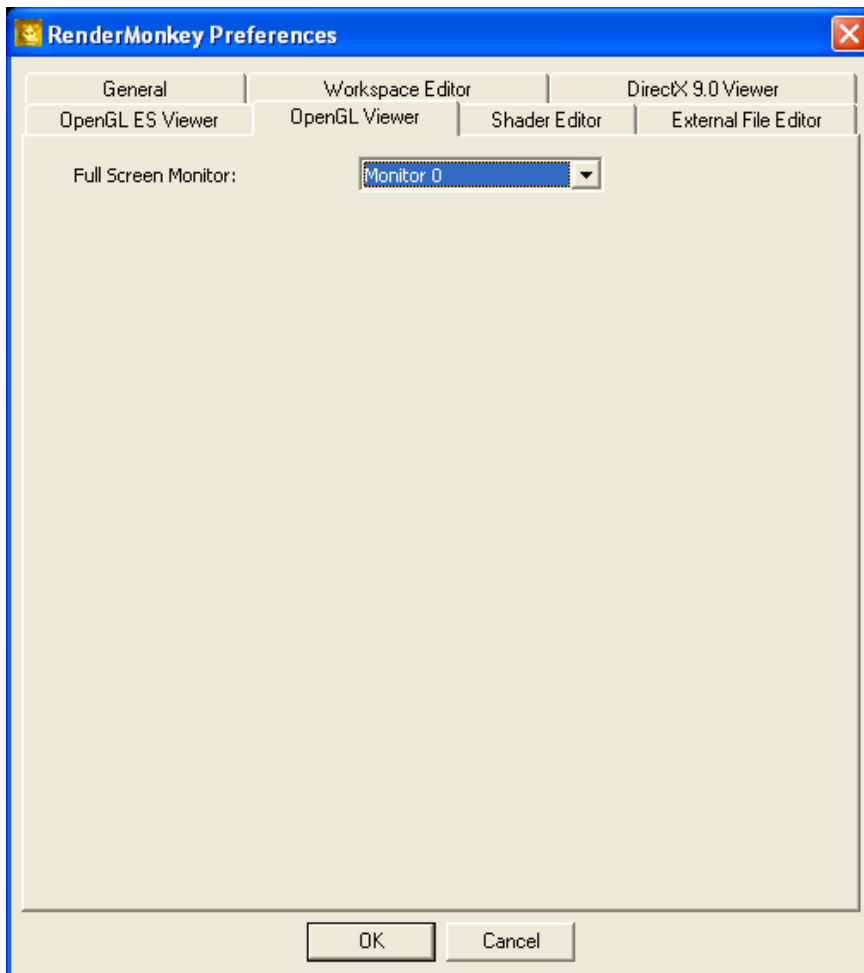 RenderMonkey Preferences
General Workspace Editor DirectX 9.0 Viewer
OpenGL ES Viewer OpenGL Viewer Shader Editor External File Editor
Full Screen Monitor: Monitor 0
OK Cancel